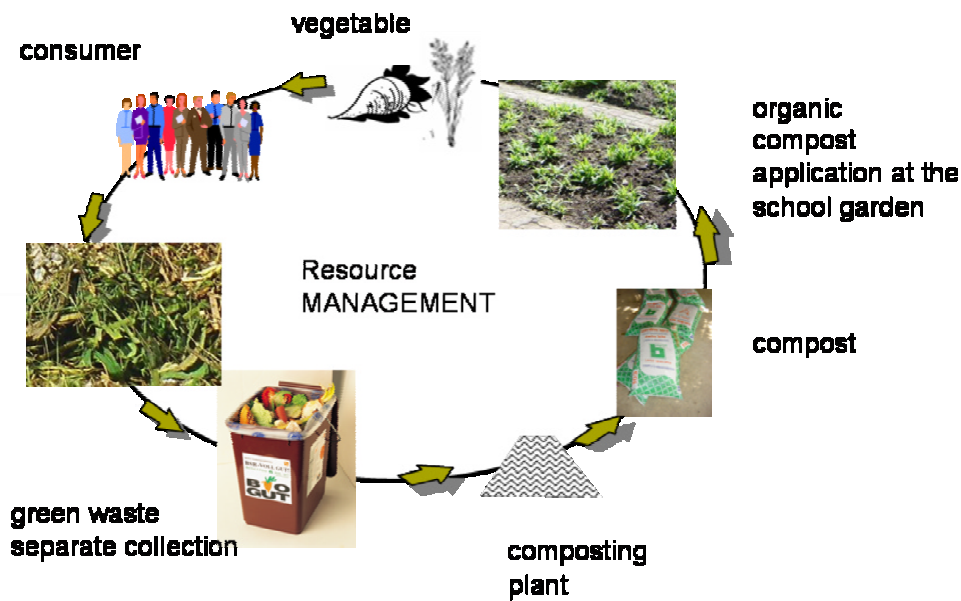 vegetable
consumer
organic
compost
application at the
school garden
Resource
MANAGEMENT
compost
BIO
GUT
green waste
separate collection
composting
plant